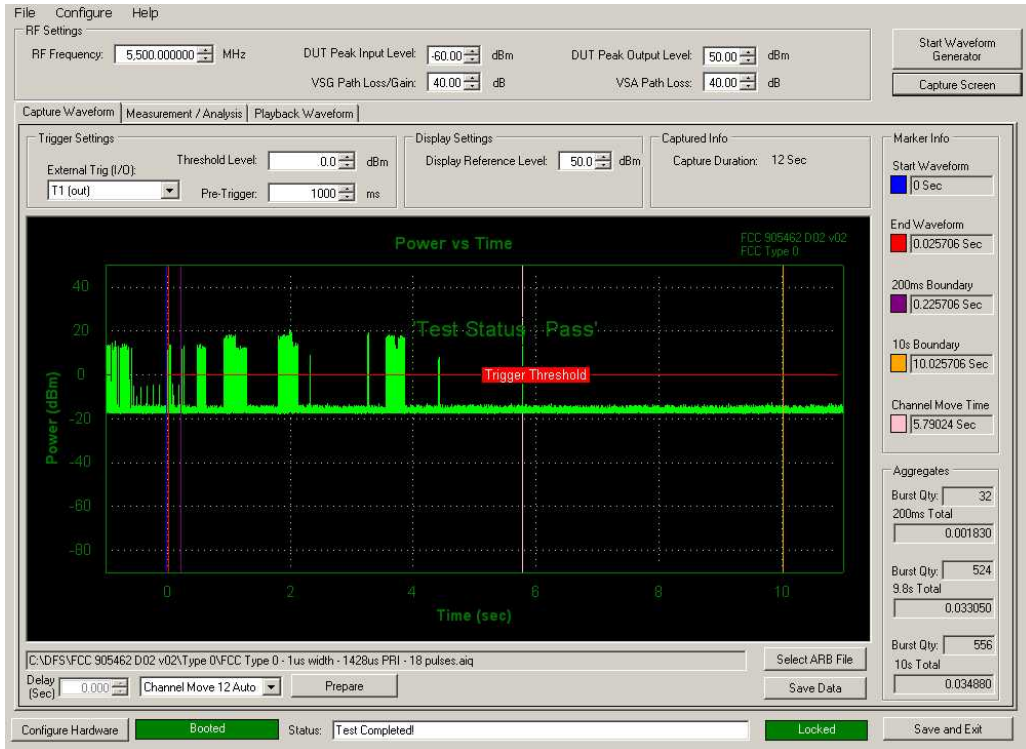 File Configure Help
RF Settings
RF Frequency: 5,500.000000 MHz DUT Peak Input Level: -60.00 dBm DUT Peak Output Level: 50.00 dBm
VSG Path Loss/Gain: 40.00 dB VSA Path Loss: 40.00 dB
Start Waveform
Generator
Capture Screen
Capture Waveform Measurement / Analysis Playback Waveform
Trigger Settings
External Trig (I/O):
T1 (out)
Threshold Level: 0.0 dBm
Pre-Trigger: 1000 ms
Display Settings
Display Reference Level: 50.0 dBm
Captured Info
Capture Duration: 12 Sec
Power vs Time
FCC 905462 D02 v02
FCC Type 0
'Test Status : Pass'
Trigger Threshold
Power (dBm)
40
20
0
-20
-40
-60
-80
0 2 4 6 8 10
Time (sec)
Marker Info
Start Waveform
0 Sec
End Waveform
0.025706 Sec
200ms Boundary
0.225706 Sec
10s Boundary
10.025706 Sec
Channel Move Time
5.79024 Sec
Aggregates
Burst Qty: 32
200ms Total
0.001830
Burst Qty: 524
9.8s Total
0.033050
Burst Qty: 556
10s Total
0.034880
C:\DFS\FCC 905462 D02 v02\Type 0\FCC Type 0 - 1us width - 1428us PRI - 18 pulses.aiq
Select ARB File
Delay
(Sec) 0.000 Channel Move 12 Auto Prepare
Save Data
Configure Hardware Booted Status: Test Completed! Locked Save and Exit